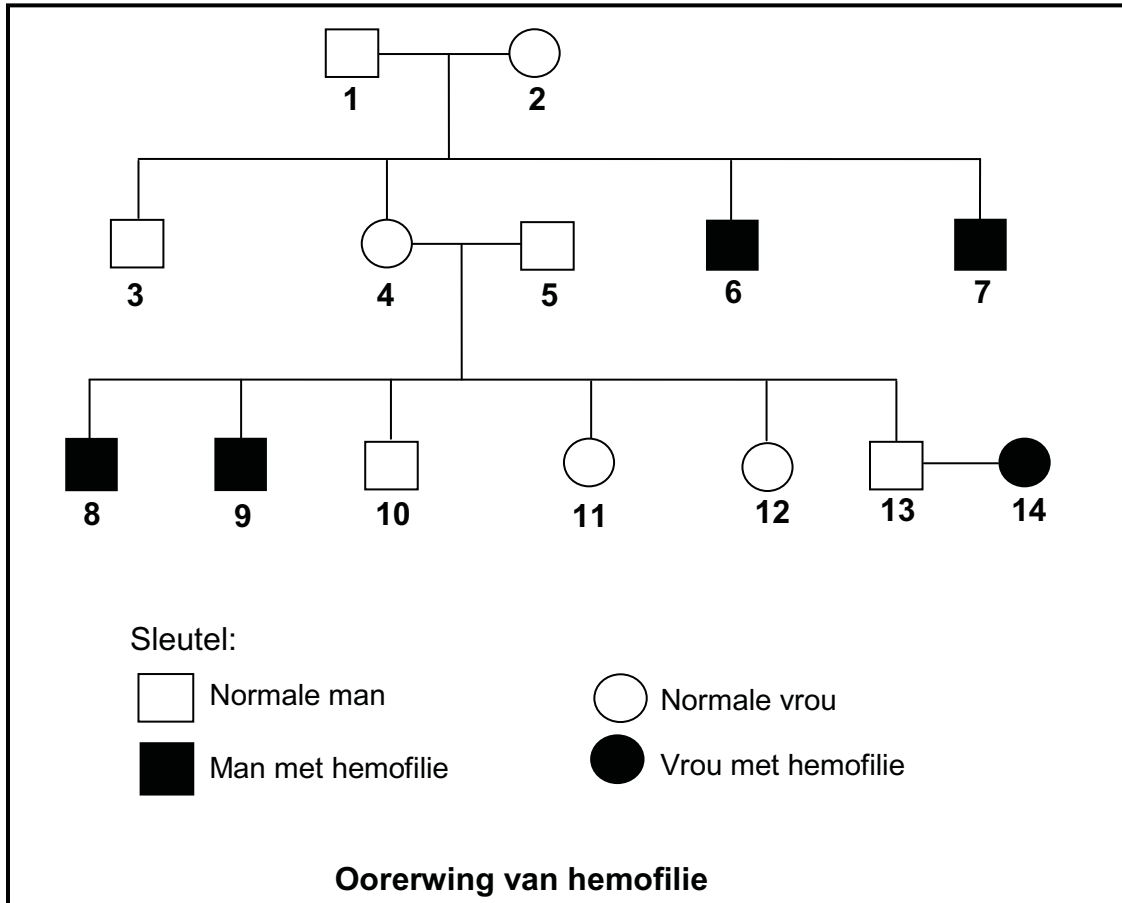 1 2
3 4 5 6 7
8 9 10 11 12 13 14
Sleutel:
Normale man Normale vrou
Man met hemofilie Vrou met hemofilie
Oorerwing van hemofilie